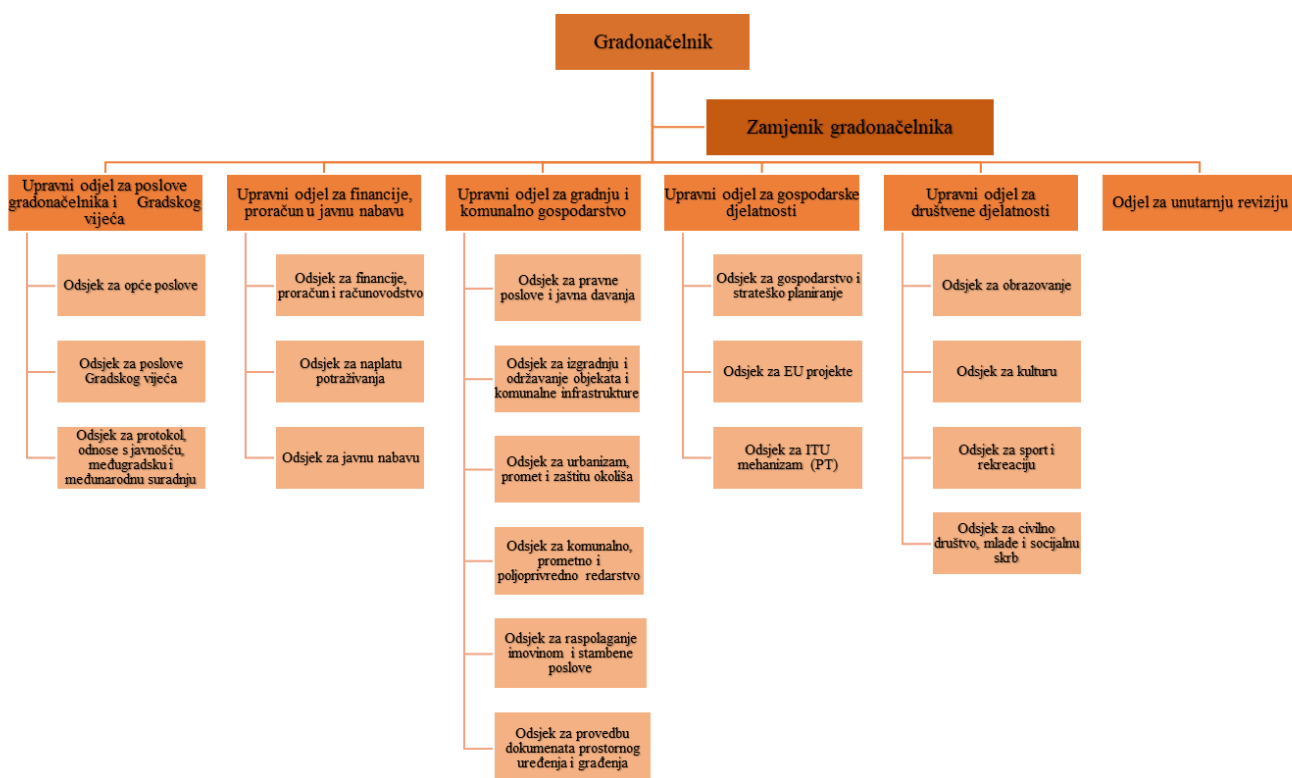 Gradonačelnik
Zamjenik gradonačelnika
Upravni odjel za poslove
gradonačelnika i Gradskog
vijeća
Odsjek za opće poslove
Odsjek za poslove
Gradskog vijeća
Odsjek za protokol,
odnose s javnošću,
međugradsku i
međunarodnu suradnju
Upravni odjel za financije,
proračun u javnu nabavu
Odsjek za financije,
proračun i računovodstvo
Odsjek za naplatu
potraživanja
Odsjek za javnu nabavu
Upravni odjel za gradnju i
komunalno gospodarstvo
Odsjek za pravne
poslove i javna davanja
Odsjek za izgradnju i
održavanje objekata i
komunalne infrastrukture
Odsjek za urbanizam,
promet i zaštitu okoliša
Odsjek za komunalno,
prometno i
poljoprivredno redarstvo
Odsjek za raspolaganje
imovinom i stambene
poslove
Odsjek za provedbu
dokumenata prostornog
uređenja i građenja
Upravni odjel za gospodarske
djelatnosti
Odsjek za gospodarstvo i
strateško planiranje
Odsjek za EU projekte
Odsjek za ITU
mehanizam (PT)
Upravni odjel za
društvene djelatnosti
Odsjek za obrazovanje
Odsjek za kulturu
Odsjek za sport i
rekreaciju
Odsjek za civilno
društvo, mlade i socijalnu
skrb
Odjel za unutarnju reviziju